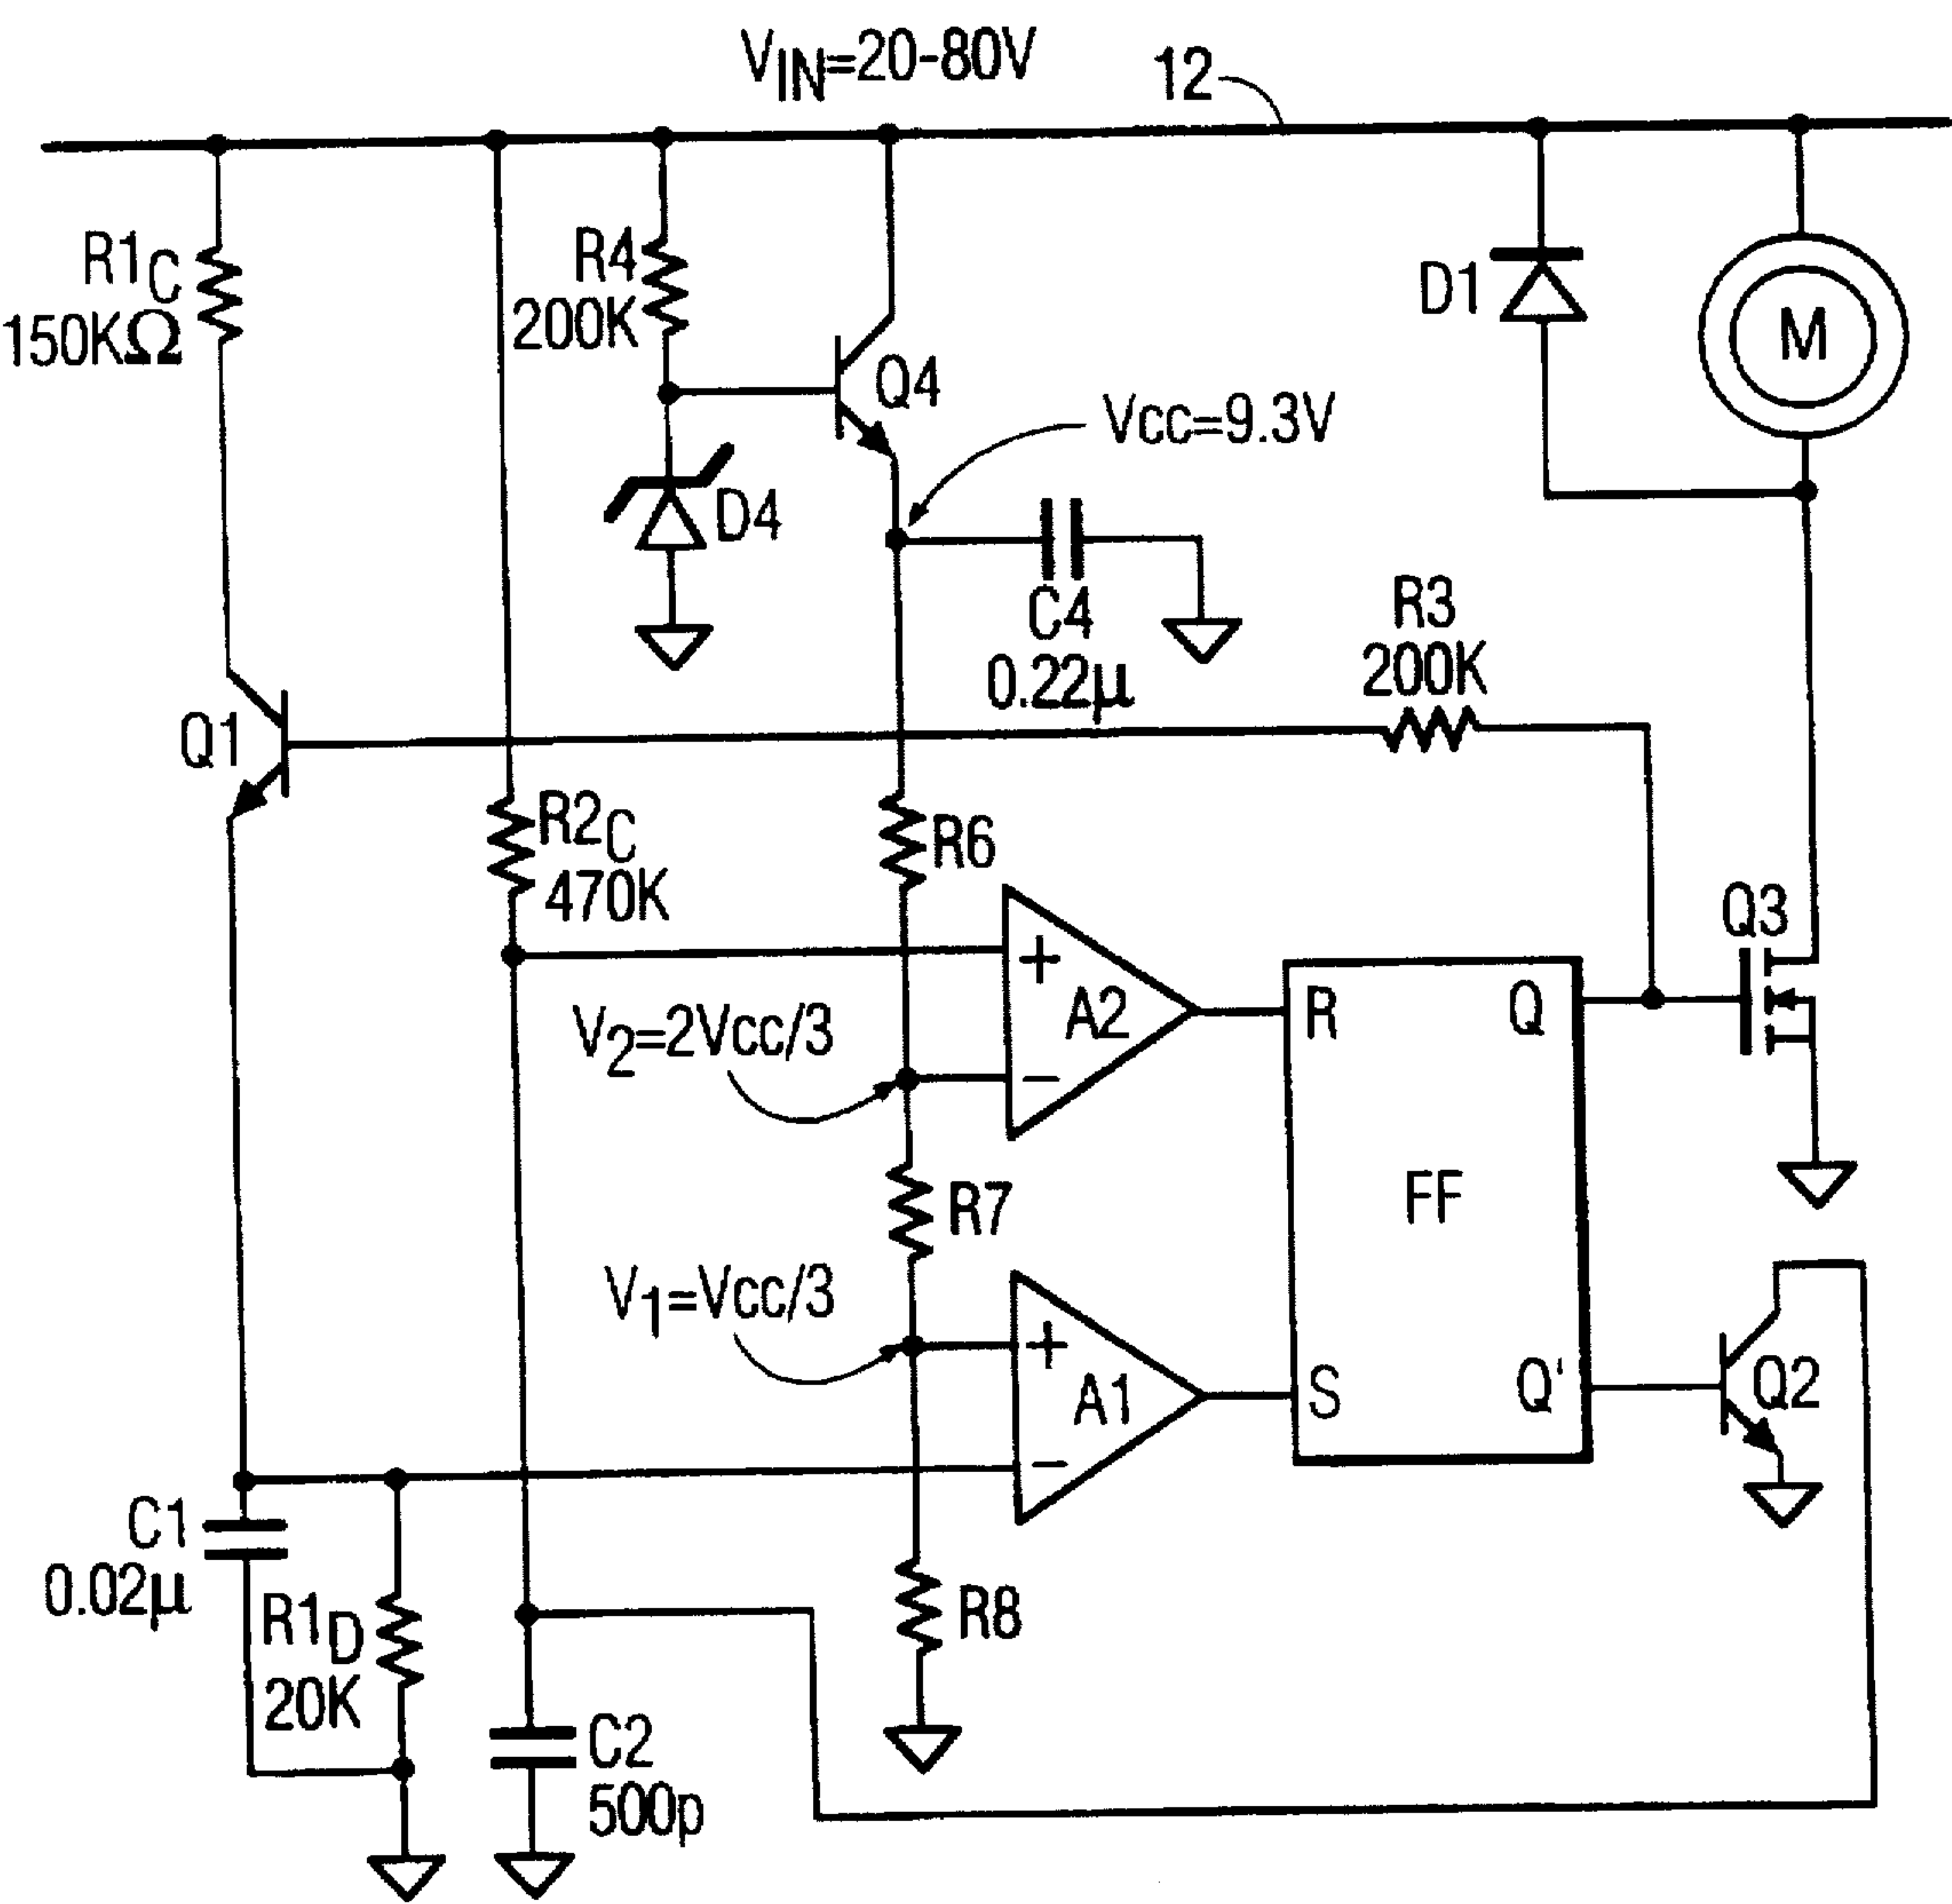 VIN=20-80V
12
R1C
150KΩ
R4
200K
Q4
D1
M
VCC=9.3V
D4
C4
0.22µ
R3
200K
Q1
R2C
470K
R6
Q3
A2
R
Q
V2=2VCC/3
FF
R7
V1=VCC/3
A1
S
Q'
Q2
C1
0.02µ
R1D
20K
R8
C2
500p